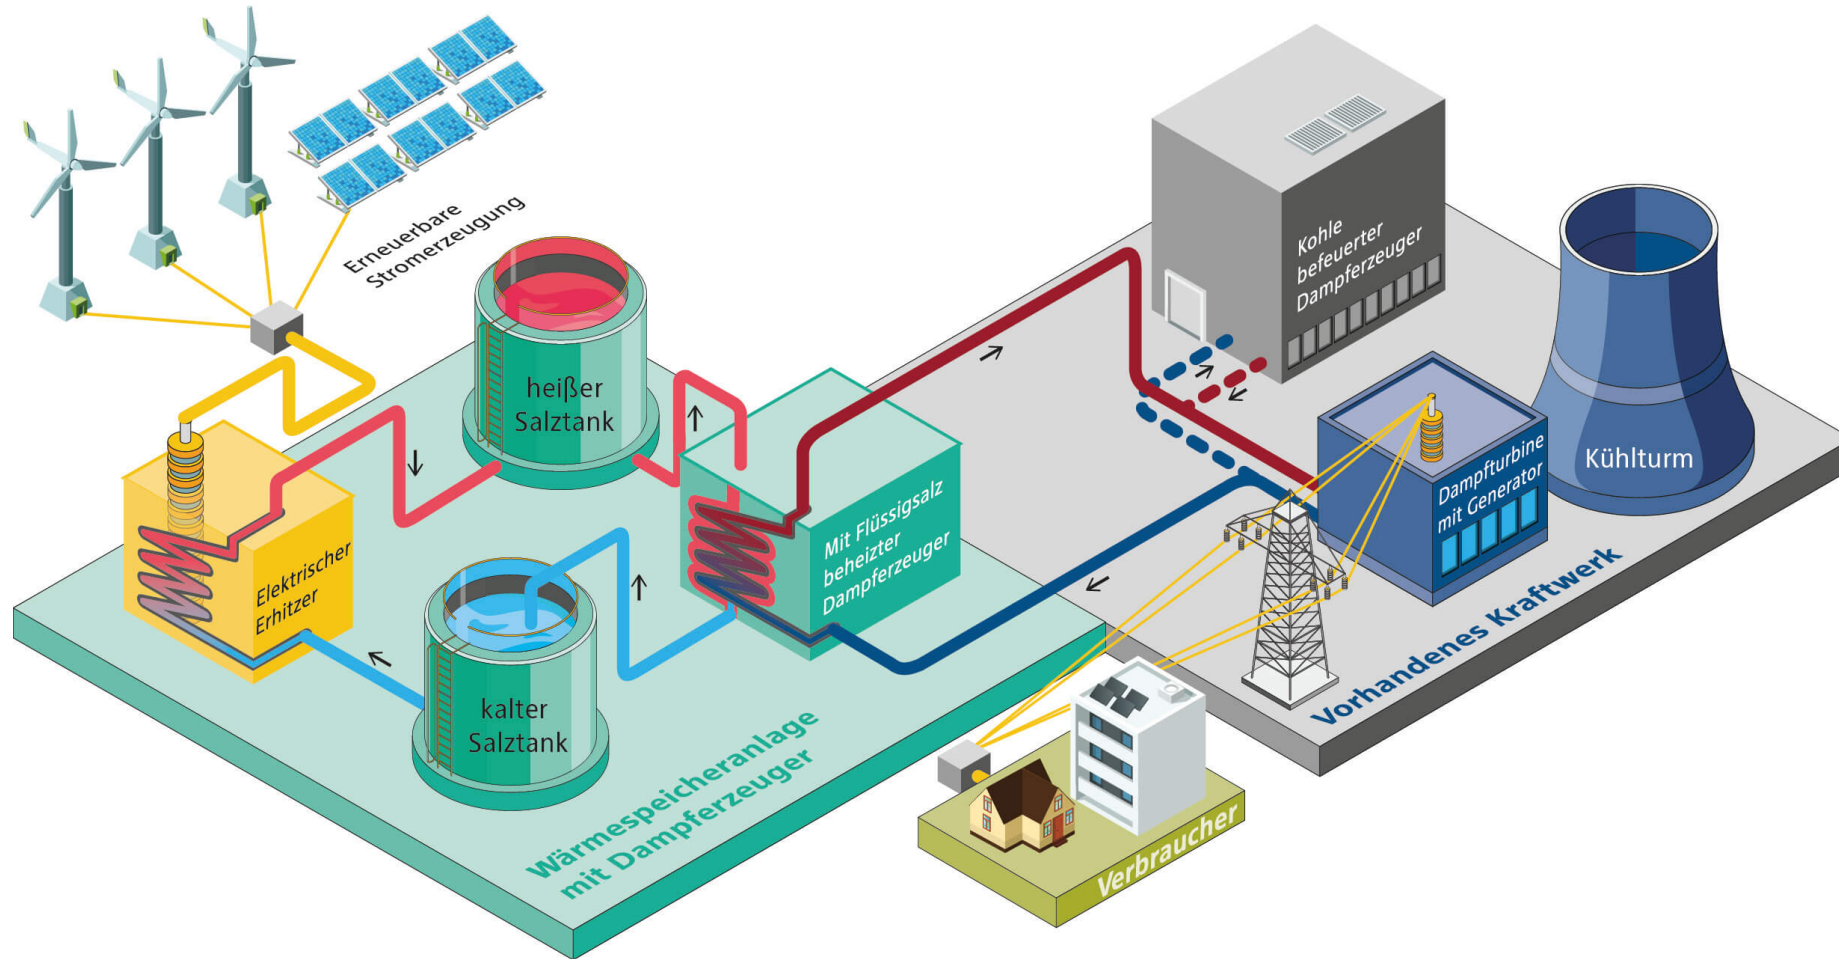 Erneuerbare
Stromerzeugung
heißer
Salztank
Elektrischer
Erhitzer
kalter
Salztank
Mit Flüssigsalz
beheizter
Dampferzeuger
Wärmespeicheranlage
mit Dampferzeuger
Kohle
befeuerter
Dampferzeuger
Kühlturm
Dampfturbine
mit Generator
Vorhandenes Kraftwerk
Verbraucher